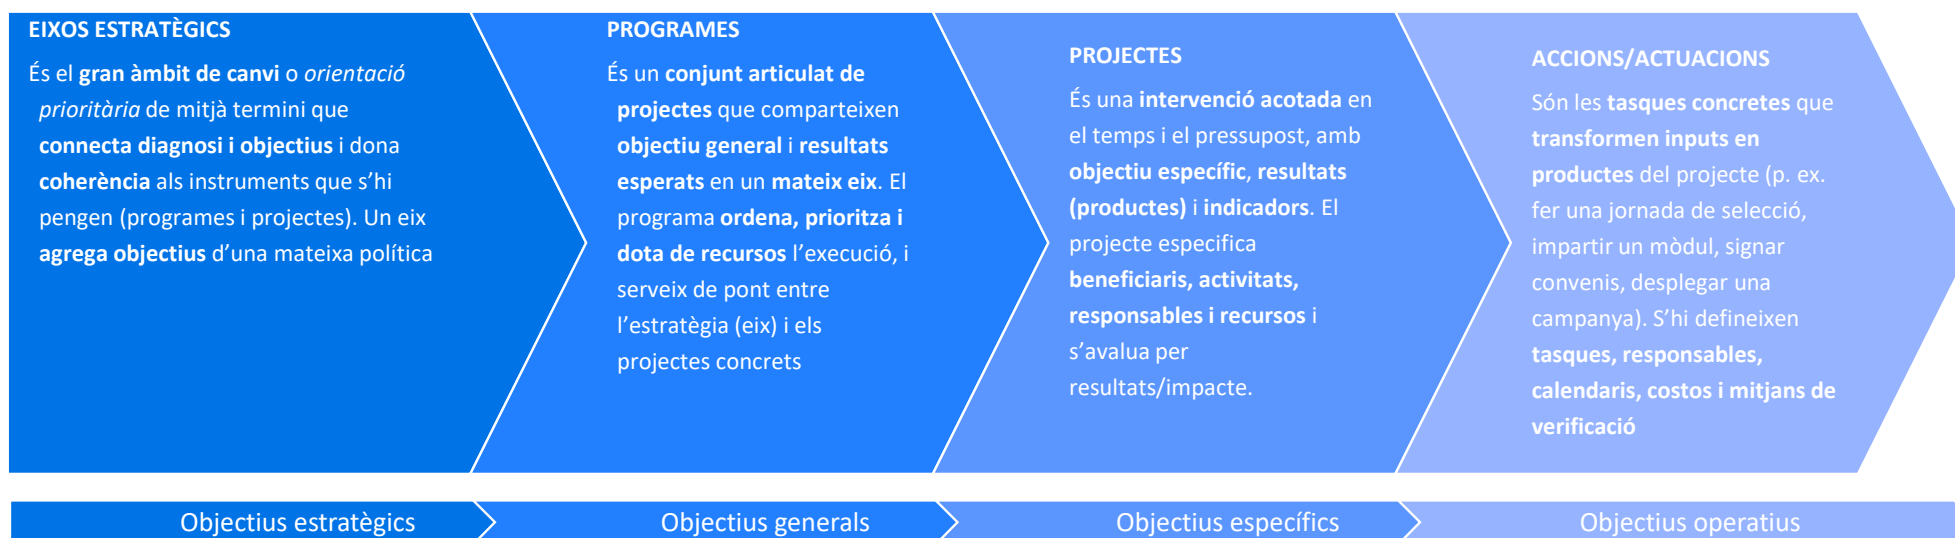 EIXOS ESTRATÈGICS
És el gran àmbit de canvi o orientació
prioritària de mitjà termini que
connecta diagnosi i objectius i dona
coherència als instruments que s’hi
pengen (programes i projectes). Un eix
agrega objectius d’una mateixa política
PROGRAMES
És un conjunt articulat de
projectes que comparteixen
objectiu general i resultats
esperats en un mateix eix. El
programa ordena, prioritza i
dota de recursos l’execució, i
serveix de pont entre
l’estratègia (eix) i els
projectes concrets
PROJECTES
És una intervenció acotada en
el temps i el pressupost, amb
objectiu específic, resultats
(productes) i indicadors. El
projecte especifica
beneficiaris, activitats,
responsables i recursos i
s’avalua per
resultats/impacte.
ACCIONS/ACTUACIONS
Són les tasques concretes que
transformen inputs en
productes del projecte (p. ex.
fer una jornada de selecció,
impartir un mòdul, signar
convenis, desplegar una
campanya). S’hi defineixen
tasques, responsables,
calendaris, costos i mitjans de
verificació
Objectius estratègics
Objectius generals
Objectius específics
Objectius operatius